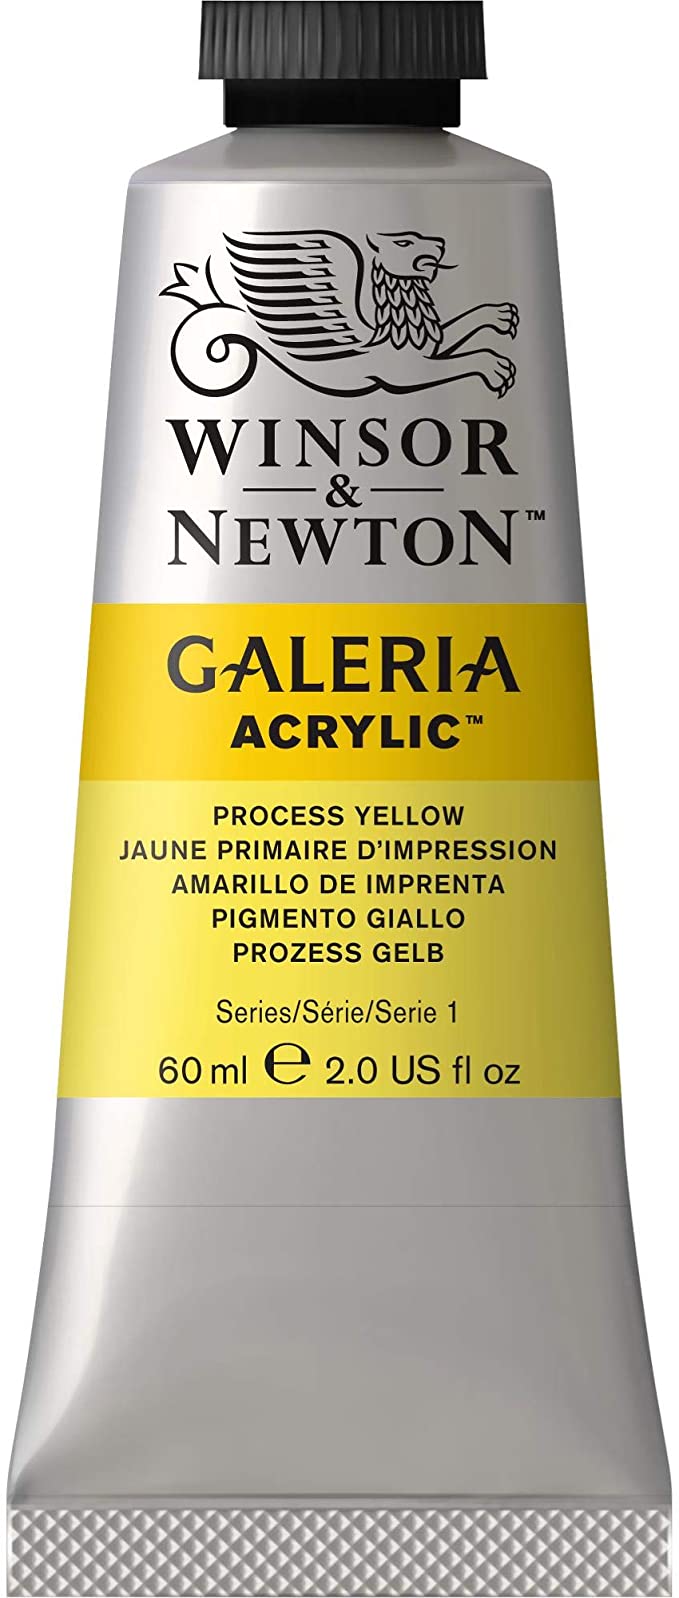 WINSOR
&
NEWTON™
GALERIA
ACRYLIC™
PROCESS YELLOW
JAUNE PRIMAIRE D'IMPRESSION
AMARILLO DE IMPRENTA
PIGMENTO GIALLO
PROZESS GELB
Series/Série/Serie 1
60 ml ℮ 2.0 US fl oz